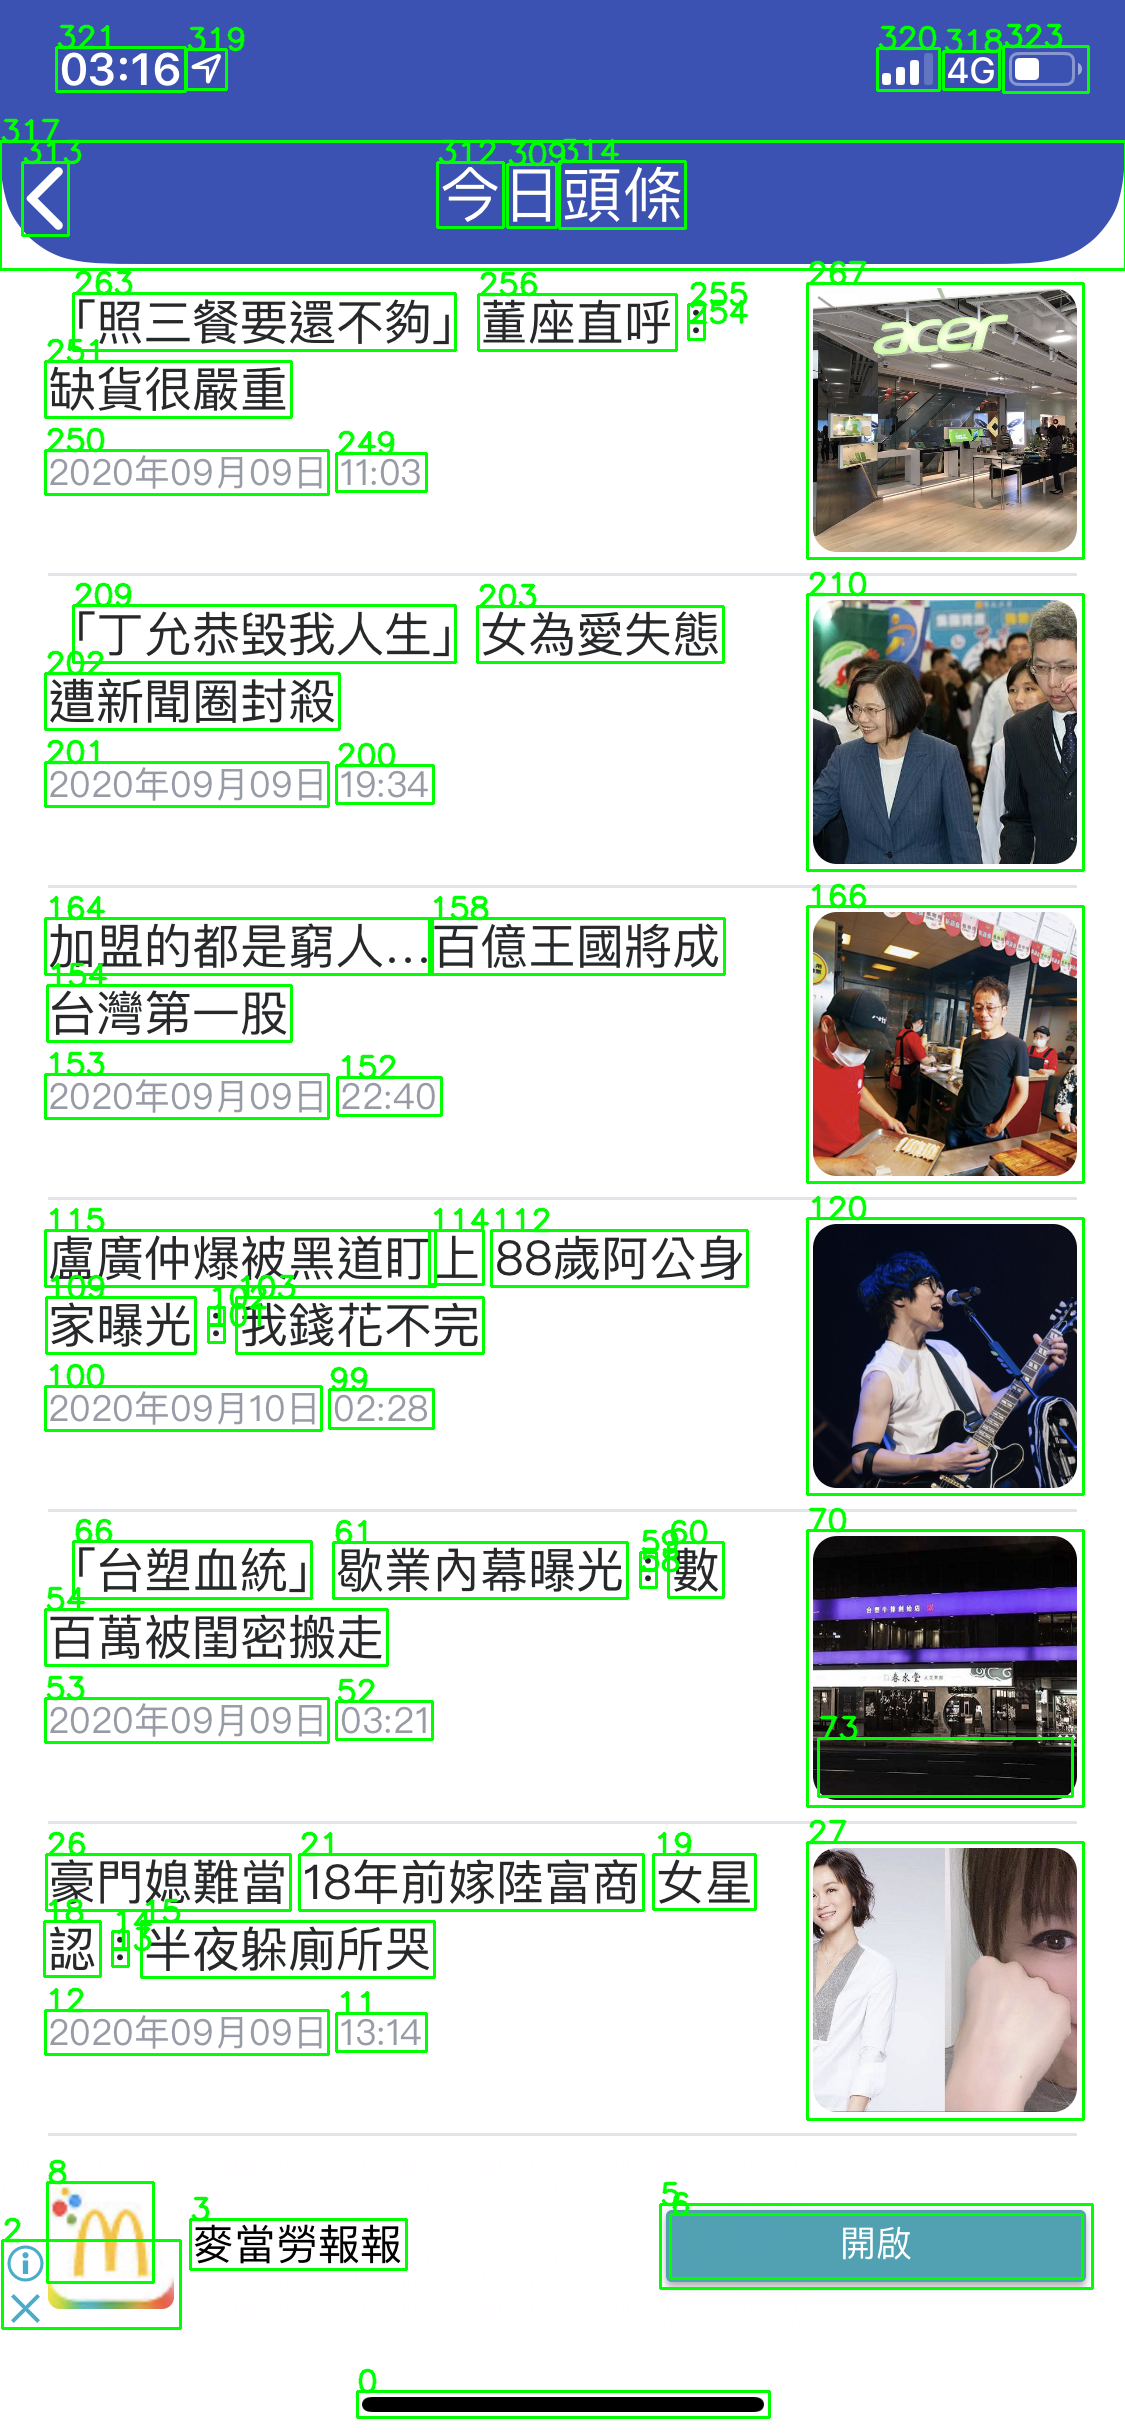 03:16 4G
今日頭條
「照三餐要還不夠」 董座直呼：
缺貨很嚴重
2020年09月09日 11:03
acer
「丁允恭毀我人生」 女為愛失態
遭新聞圈封殺
2020年09月09日 19:34
加盟的都是窮人…百億王國將成
台灣第一股
2020年09月09日 22:40
盧廣仲爆被黑道盯上 88歲阿公身
家曝光：我錢花不完
2020年09月10日 02:28
「台塑血統」 歇業內幕曝光：數
百萬被閨密搬走
2020年09月09日 03:21
春水堂
豪門媳難當 18年前嫁陸富商 女星
認：半夜躲廁所哭
2020年09月09日 13:14
麥當勞報報
開啟